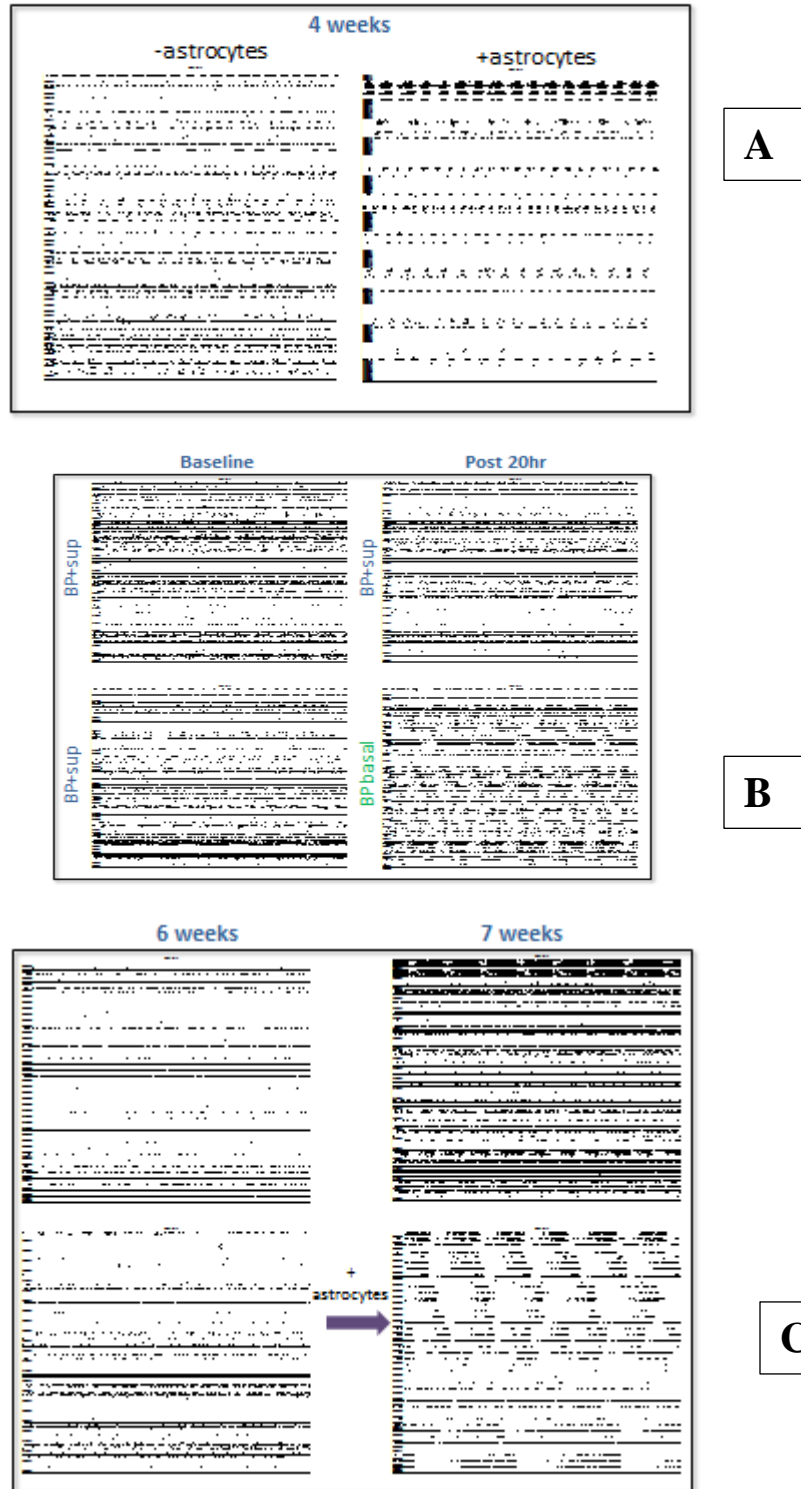 4 weeks
-astrocytes
+astrocytes
A
Baseline
Post 20hr
BP+sup
BP+sup
BP+sup
BP basal
B
6 weeks
7 weeks
+
astrocytes